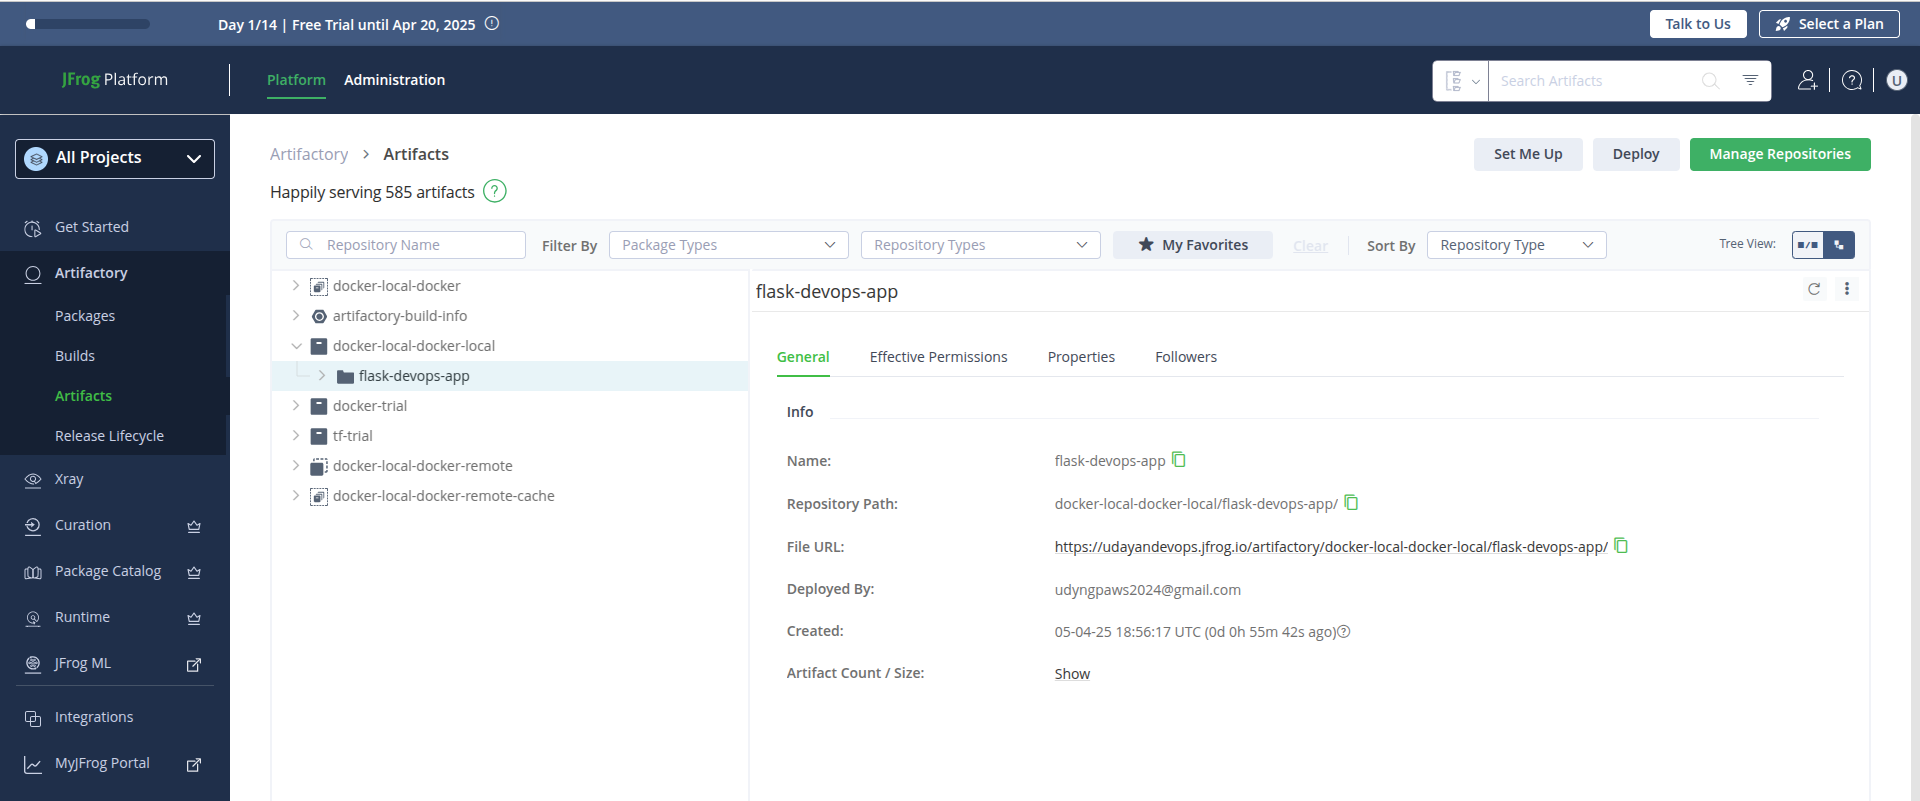 Day 1/14 | Free Trial until Apr 20, 2025
Talk to Us
Select a Plan
JFrog Platform
Platform
Administration
Search Artifacts
U
All Projects
Get Started
Artifactory
Packages
Builds
Artifacts
Release Lifecycle
Xray
Curation
Package Catalog
Runtime
JFrog ML
Integrations
MyJFrog Portal
Artifactory > Artifacts
Set Me Up
Deploy
Manage Repositories
Happily serving 585 artifacts ?
Repository Name
Filter By
Package Types
Repository Types
My Favorites
Clear
Sort By
Repository Type
Tree View:
docker-local-docker
artifactory-build-info
docker-local-docker-local
flask-devops-app
docker-trial
tf-trial
docker-local-docker-remote
docker-local-docker-remote-cache
flask-devops-app
General
Effective Permissions
Properties
Followers
Info
Name: flask-devops-app
Repository Path: docker-local-docker-local/flask-devops-app/
File URL: https://udayandevops.jfrog.io/artifactory/docker-local-docker-local/flask-devops-app/
Deployed By: udyngpaws2024@gmail.com
Created: 05-04-25 18:56:17 UTC (0d 0h 55m 42s ago)
Artifact Count / Size: Show